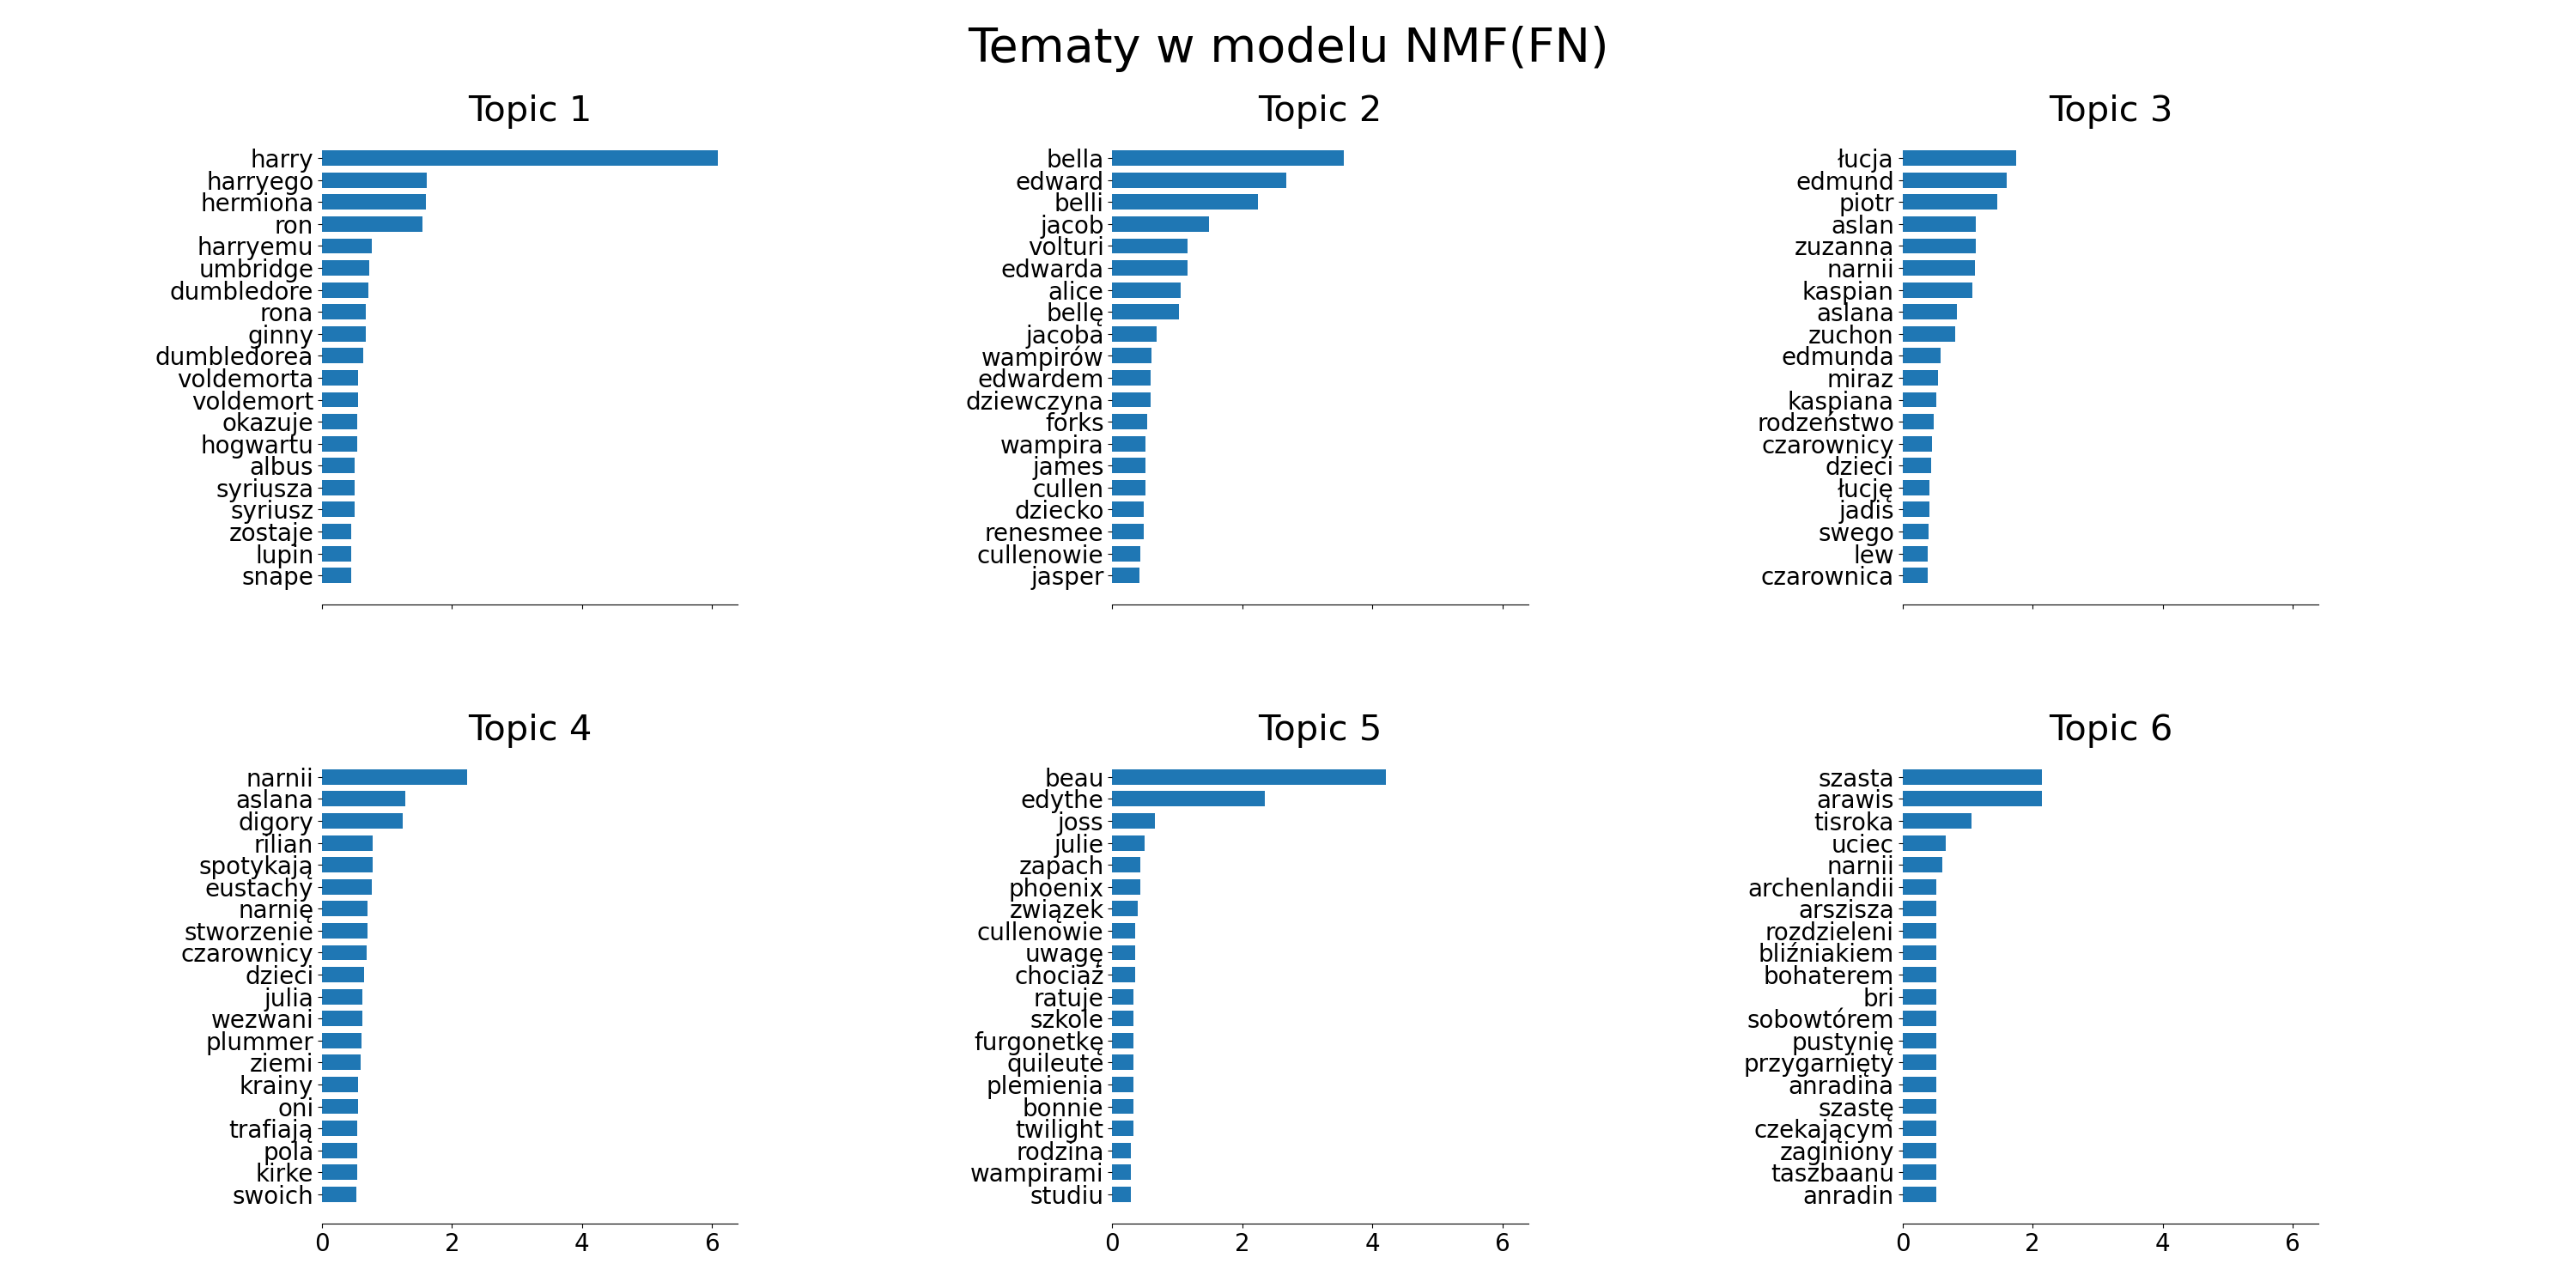 Tematy w modelu NMF(FN)
Topic 1
harry
harryego
hermiona
ron
harryemu
umbridge
dumbledore
rona
ginny
dumbledorea
voldemorta
voldemort
okazuje
hogwartu
albus
syriusza
syriusz
zostaje
lupin
snape
Topic 2
bella
edward
belli
jacob
volturi
edwarda
alice
bellę
jacoba
wampirów
edwardem
dziewczyna
forks
wampira
james
cullen
dziecko
renesmee
cullenowie
jasper
Topic 3
łucja
edmund
piotr
aslan
zuzanna
narnii
kaspian
aslana
zuchon
edmunda
miraz
kaspiana
rodzeństwo
czarownicy
dzieci
łucję
jadis
swego
lew
czarownica
Topic 4
narnii
aslana
digory
rilian
spotykają
eustachy
narnię
stworzenie
czarownicy
dzieci
julia
wezwani
plummer
ziemi
krainy
oni
trafiają
pola
kirke
swoich
0 2 4 6
Topic 5
beau
edythe
joss
julie
zapach
phoenix
związek
cullenowie
uwagę
chociaż
ratuje
szkole
furgonetkę
quileute
plemienia
bonnie
twilight
rodzina
wampirami
studiu
0 2 4 6
Topic 6
szasta
arawis
tisroka
uciec
narnii
archenlandii
arszisza
rozdzieleni
bliźniakiem
bohaterem
bri
sobowtórem
pustynię
przygarnięty
anradina
szastę
czekającym
zaginiony
taszbaanu
anradin
0 2 4 6